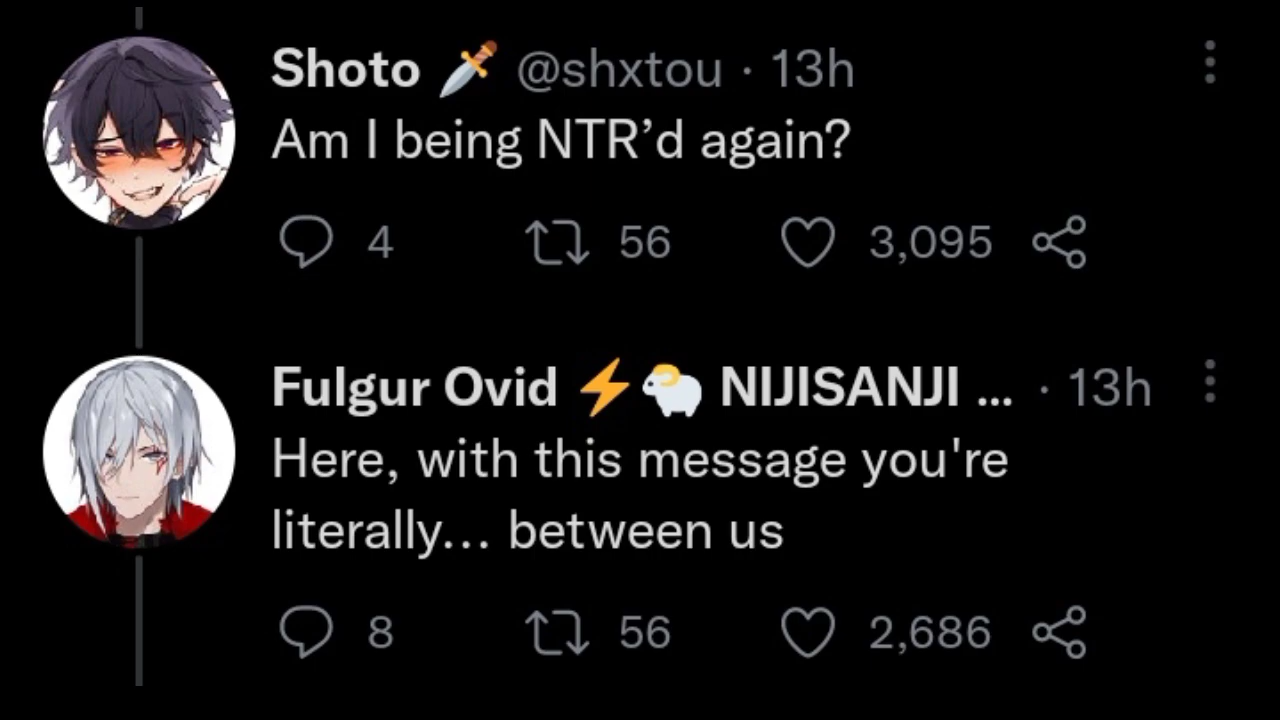 Shoto 🗡️ @shxtou · 13h
Am I being NTR’d again?
4 56 3,095
Fulgur Ovid ⚡🐏 NIJISANJI ... · 13h
Here, with this message you're
literally... between us
8 56 2,686